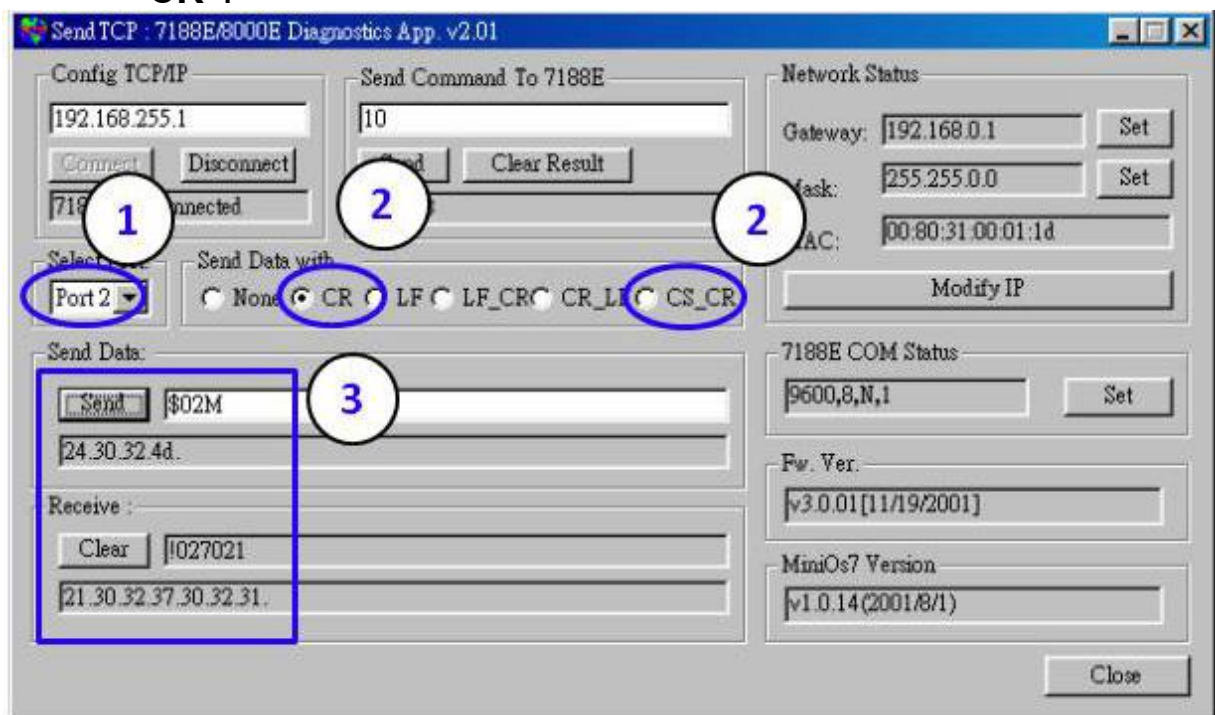 Send TCP : 7188E/8000E Diagnostics App. v2.01
Config TCP/IP
192.168.255.1
Connect Disconnect
Send Command To 7188E
10
Clear Result
Network Status
Gateway: 192.168.0.1 Set
Mask: 255.255.0.0 Set
00:80:31:00:01:1d
Modify IP
1
2
2
Port 2
Send Data with
None CR LF LF_CR CR_LF CS_CR
Send Data:
Send $02M
24.30.32.4d.
3
Receive :
Clear !027021
21.30.32.37.30.32.31.
7188E COM Status
9600,8,N,1 Set
Fw. Ver.
v3.0.01[11/19/2001]
MiniOs7 Version
v1.0.14(2001/8/1)
Close